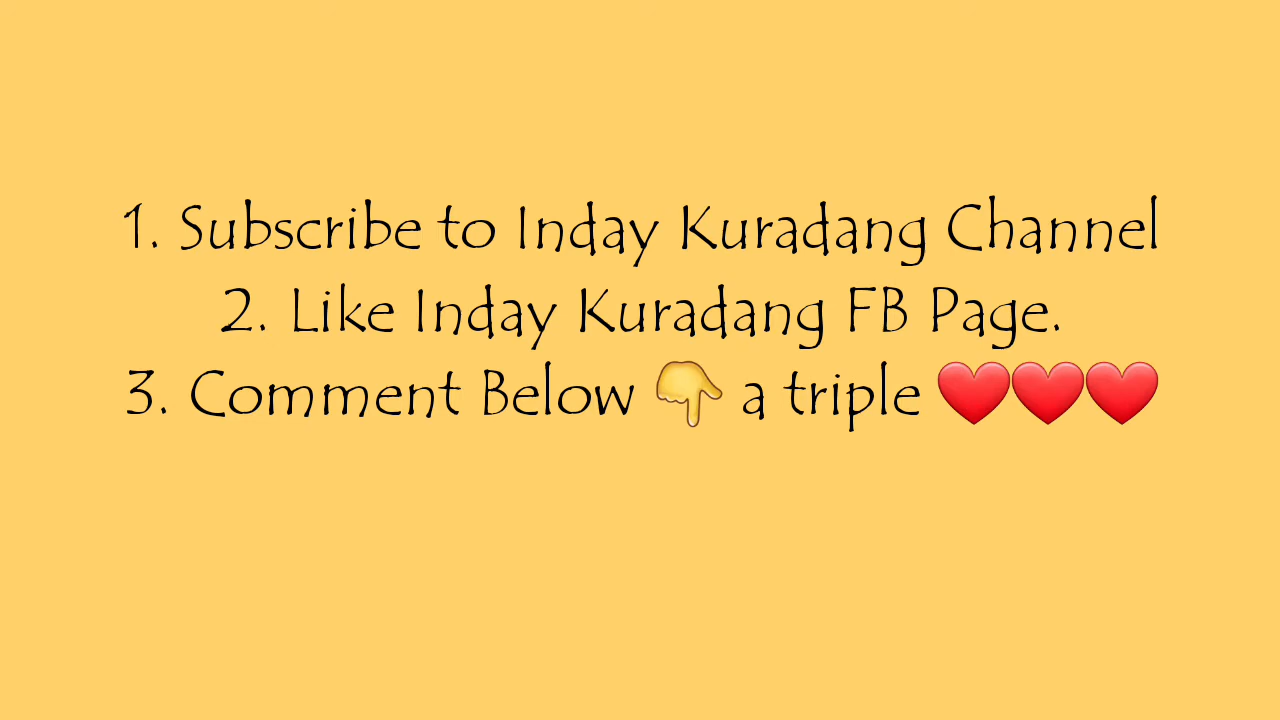 1. Subscribe to Inday Kuradang Channel
2. Like Inday Kuradang FB Page.
3. Comment Below 👇 a triple ❤️❤️❤️